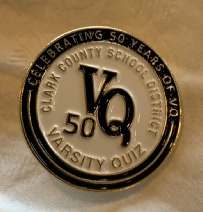 CELEBRATING 50 YEARS OF VQ
CLARK COUNTY SCHOOL DISTRICT
VQ
50
VARSITY QUIZ